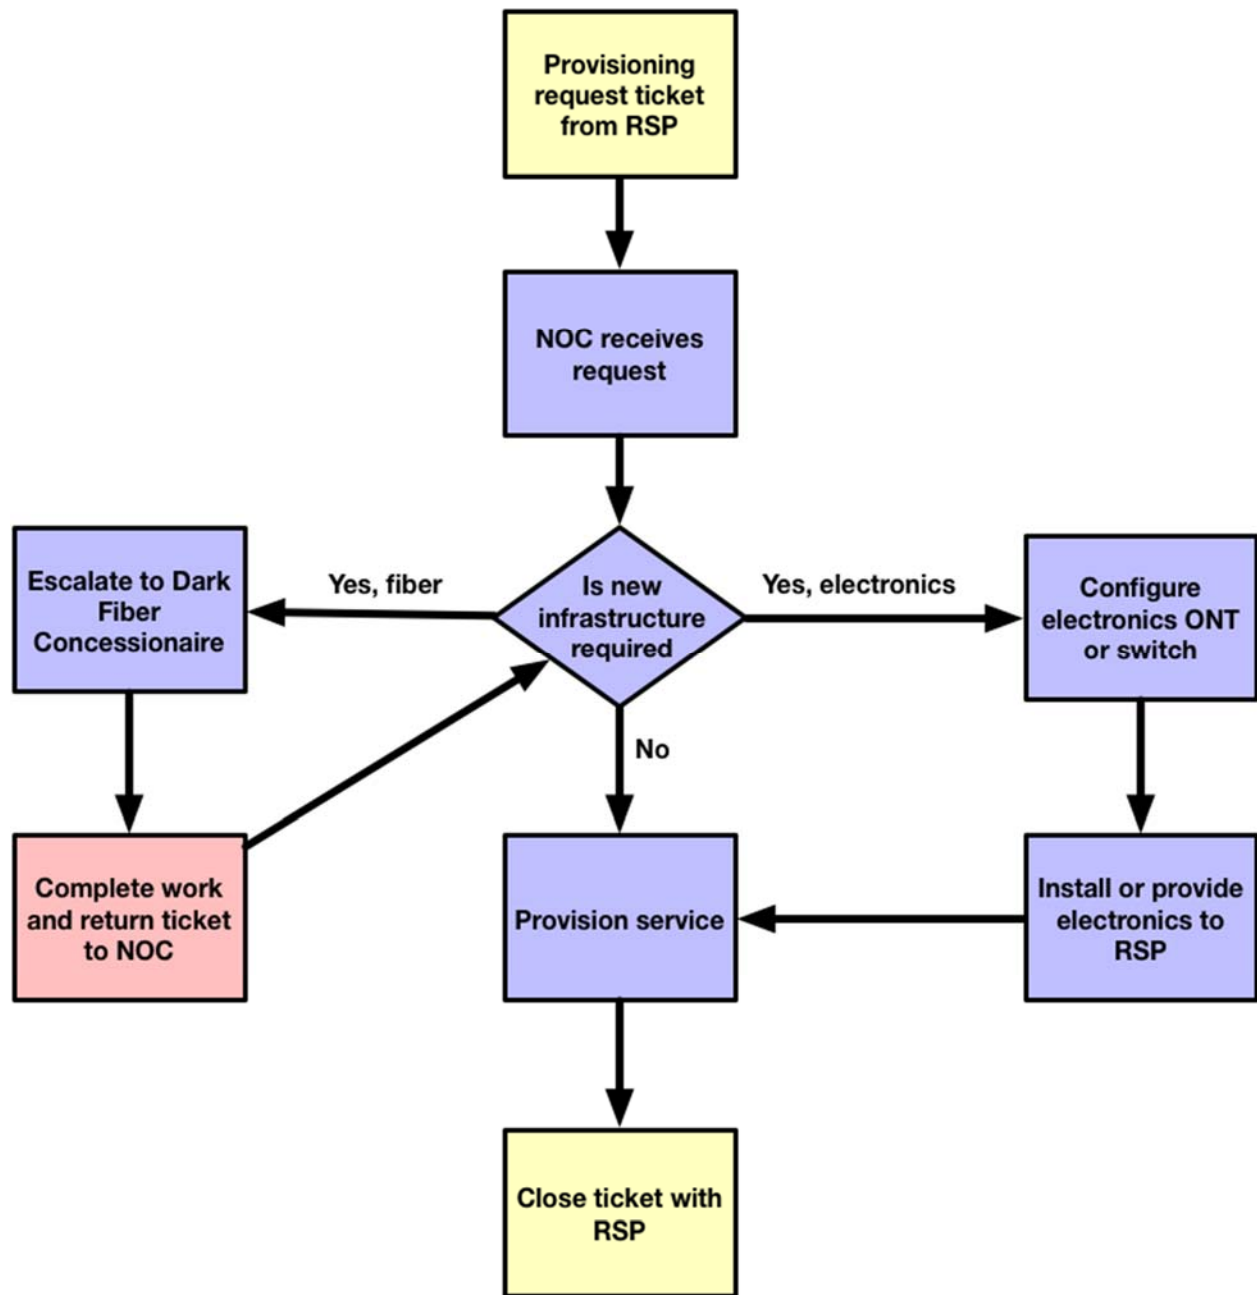 Provisioning
request ticket
from RSP
NOC receives
request
Escalate to Dark
Fiber
Concessionaire
Yes, fiber
Is new
infrastructure
required
Yes, electronics
Configure
electronics ONT
or switch
No
Complete work
and return ticket
to NOC
Provision service
Install or provide
electronics to
RSP
Close ticket with
RSP